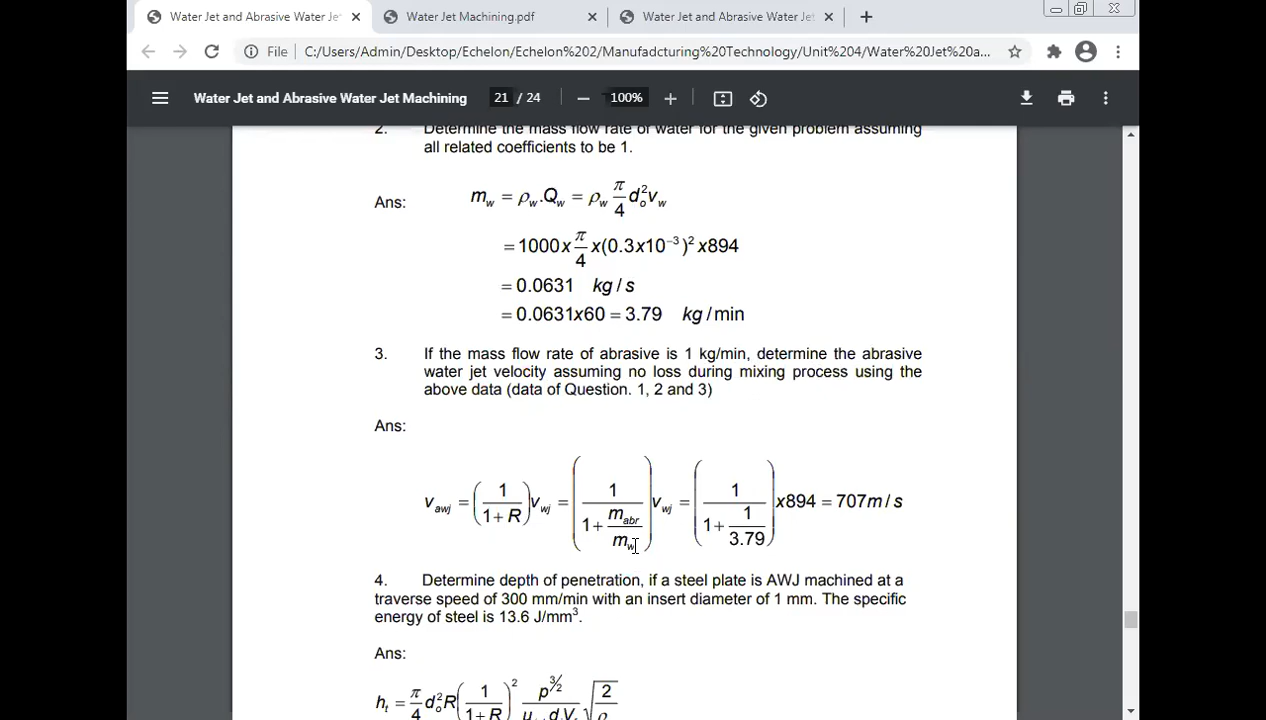 Water Jet and Abrasive Water Je
Water Jet Machining.pdf
Water Jet and Abrasive Water Jet
File C:/Users/Admin/Desktop/Echelon/Echelon%202/Manufadcturing%20Technology/Unit%204/Water%20Jet%20a...
Water Jet and Abrasive Water Jet Machining 21 / 24 100%
2. Determine the mass flow rate of water for the given problem assuming
all related coefficients to be 1.
Ans: m_w = ρ_w.Q_w = ρ_w π/4 d_o^2 v_w
= 1000x π/4 x(0.3x10^−3)^2 x894
= 0.0631 kg / s
= 0.0631x60 = 3.79 kg / min
3. If the mass flow rate of abrasive is 1 kg/min, determine the abrasive
water jet velocity assuming no loss during mixing process using the
above data (data of Question. 1, 2 and 3)
Ans:
v_awj = (1/(1+R)) v_wj = (1/(1+ m_abr/m_w)) v_wj = (1/(1+ 1/3.79)) x894 = 707m / s
4. Determine depth of penetration, if a steel plate is AWJ machined at a
traverse speed of 300 mm/min with an insert diameter of 1 mm. The specific
energy of steel is 13.6 J/mm^3.
Ans:
h_t = π/4 d_o^2 R (1/(1+R))^2 p^3/2